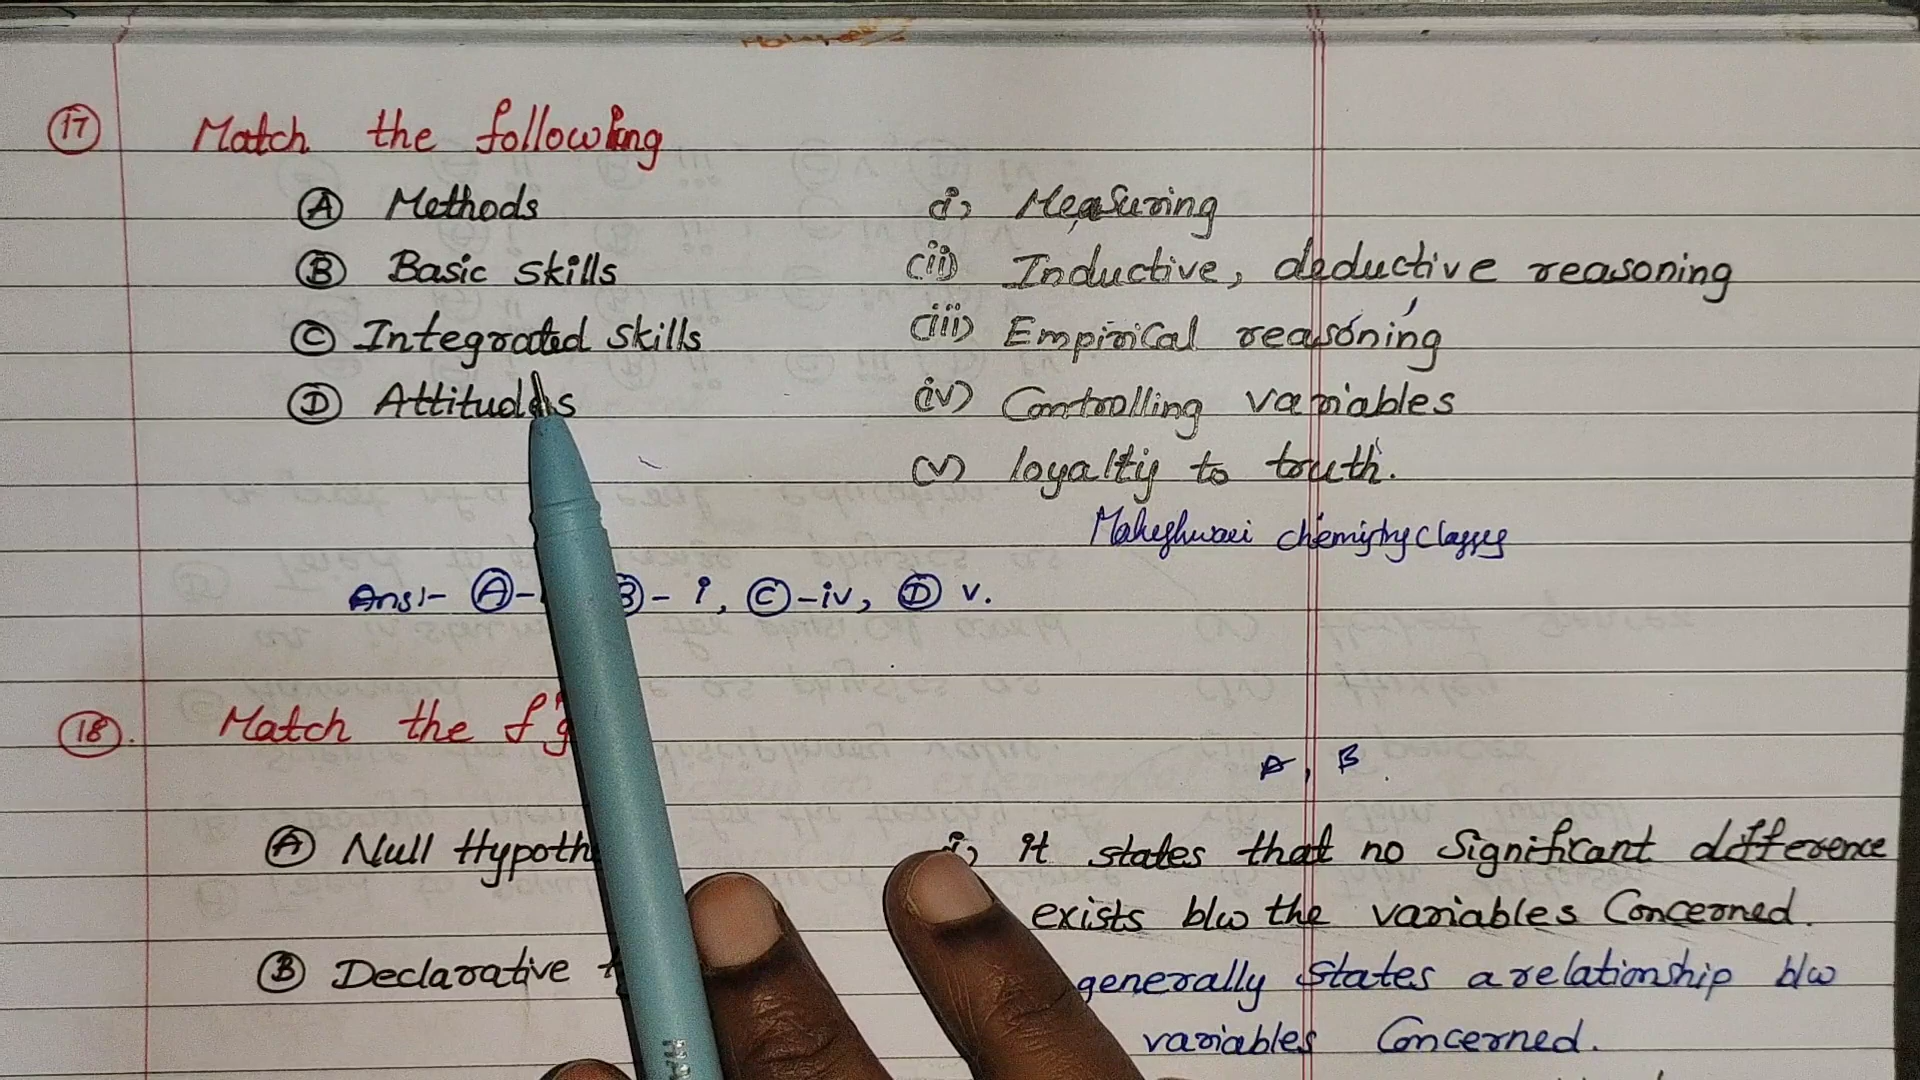 17 Match the following
A Methods i) Measuring
B Basic skills (ii) Inductive, deductive reasoning
C Integrated skills (iii) Empirical reasoning
D Attitudes (iv) Controlling variables
(v) loyalty to truth.
Maheshwari chemistry classes
Ans:- A - B - i, C - iv, D v.
18. Match the f'g
A, B
A Null Hypoth i) it states that no significant difference
exists b/w the variables Concerned.
B Declarative generally states a relationship b/w
variables Concerned.